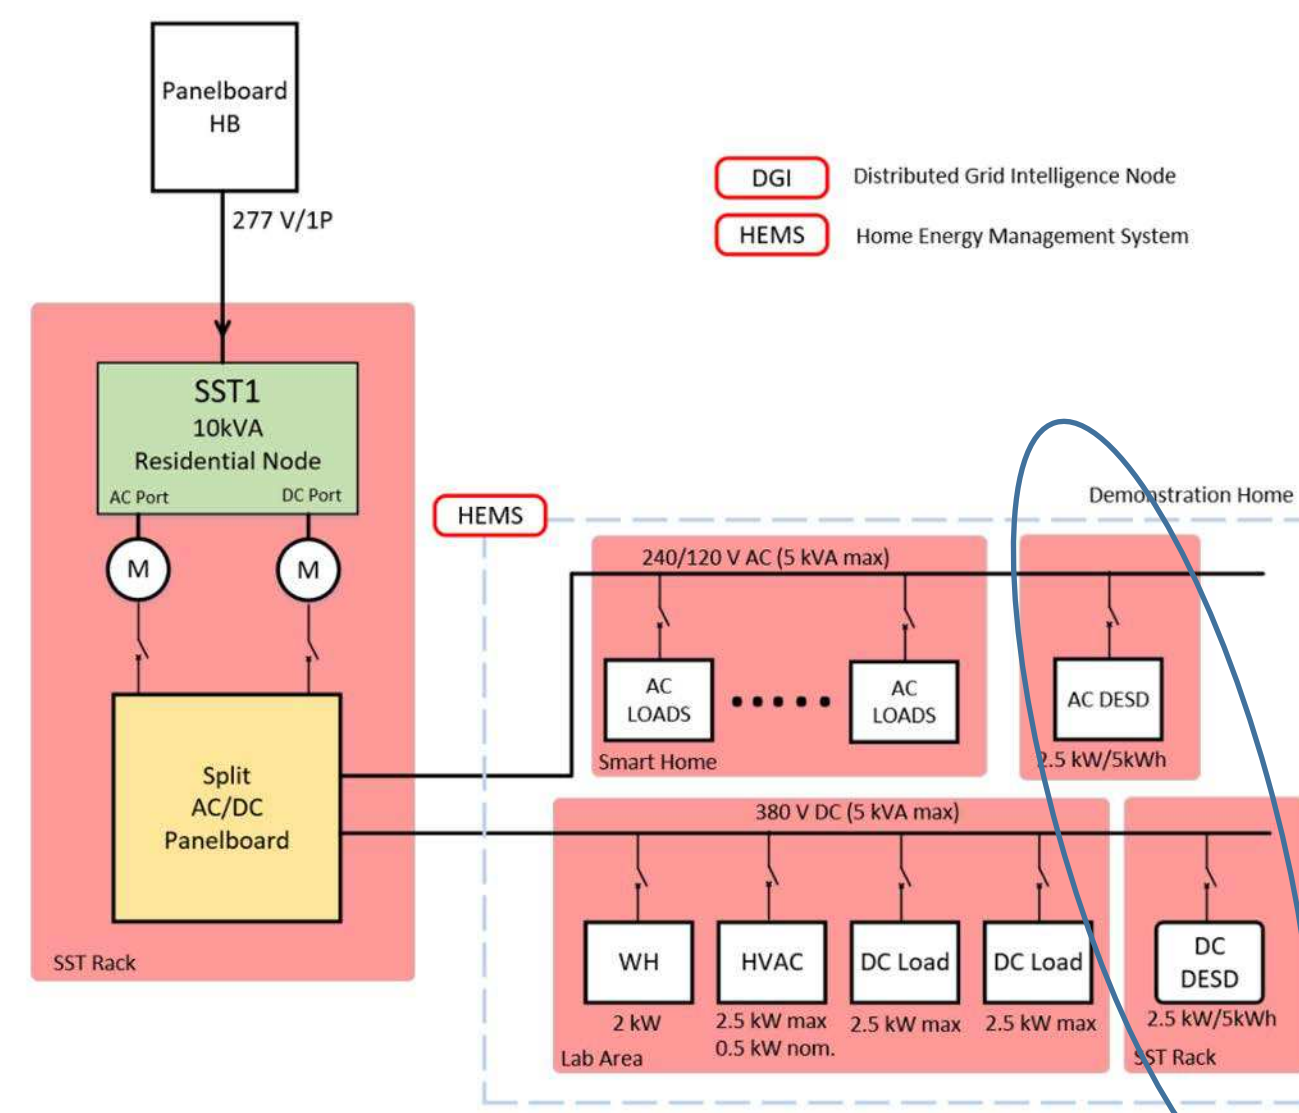 Panelboard
HB
277 V/1P
DGI
Distributed Grid Intelligence Node
HEMS
Home Energy Management System
SST1
10kVA
Residential Node
AC Port
DC Port
M
M
Split
AC/DC
Panelboard
SST Rack
HEMS
Demonstration Home
240/120 V AC (5 kVA max)
AC
LOADS
AC
LOADS
Smart Home
AC DESD
2.5 kW/5kWh
380 V DC (5 kVA max)
WH
2 kW
HVAC
2.5 kW max
0.5 kW nom.
DC Load
2.5 kW max
DC Load
2.5 kW max
Lab Area
DC
DESD
2.5 kW/5kWh
SST Rack